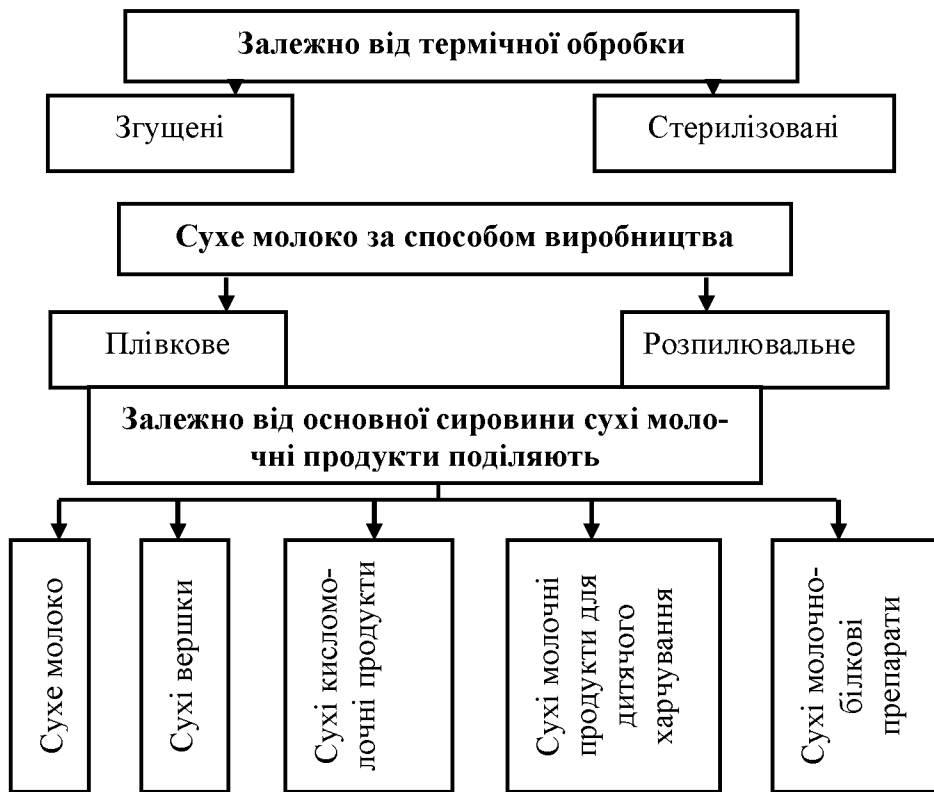 Залежно від термічної обробки
Згущені
Стерилізовані
Сухе молоко за способом виробництва
Плівкове
Розпилювальне
Залежно від основної сировини сухі моло-
чні продукти поділяють
Сухе молоко
Сухі вершки
Сухі кисломо-
лочні продукти
Сухі молочні
продукти для
дитячого
харчування
Сухі молочно-
білкові
препарати